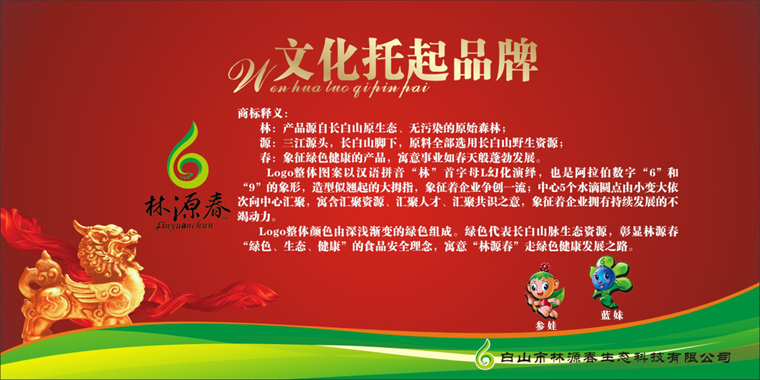 文化托起品牌
Wen hua tuo qi pin pai
商标释义：
林：产品源自长白山原生态、无污染的原始森林；
源：三江源头，长白山脚下，原料全部选用长白山野生资源；
春：象征绿色健康的产品，寓意事业如春天般蓬勃发展。
Logo整体图案以汉语拼音“林”首字母L幻化演绎，也是阿拉伯数字“6”和
“9”的象形，造型似翘起的大拇指，象征着企业争创一流；中心5个水滴圆点由小变大依
次向中心汇聚，寓含汇聚资源、汇聚人才、汇聚共识之意，象征着企业拥有持续发展的不
竭动力。
Logo整体颜色由深浅渐变的绿色组成。绿色代表长白山脉生态资源，彰显林源春
“绿色、生态、健康”的食品安全理念，寓意“林源春”走绿色健康发展之路。
林源春
Linyuanchun
参娃
蓝妹
白山市林源春生态科技有限公司